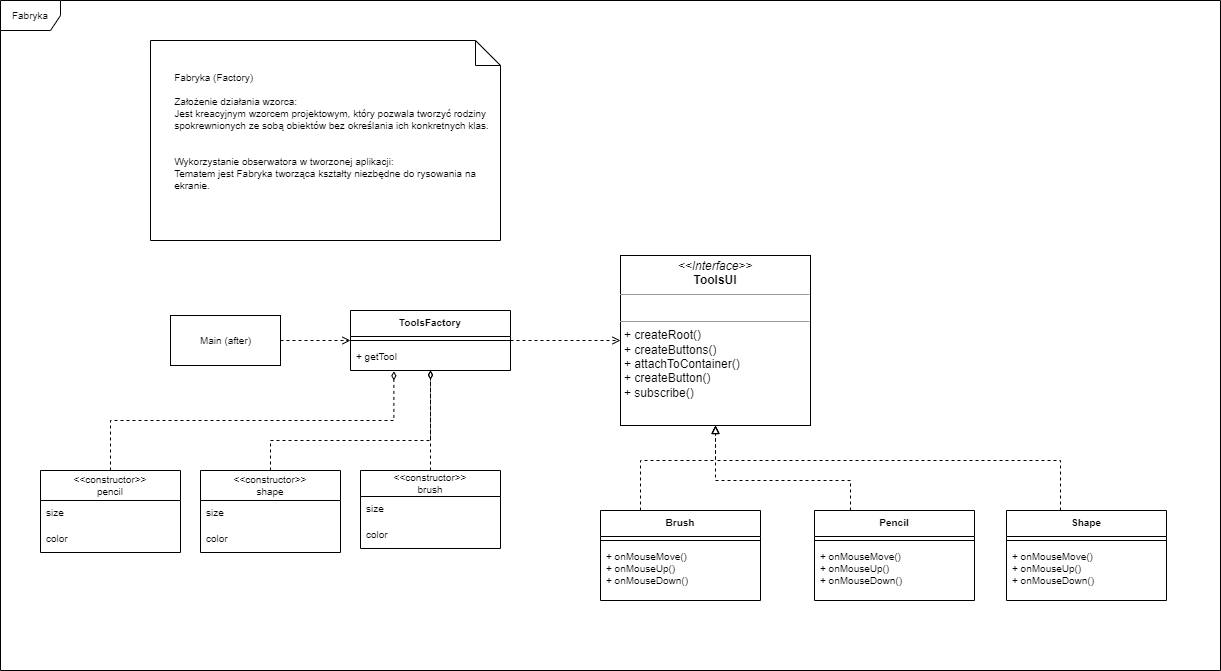 Fabryka
Fabryka (Factory)
Założenie działania wzorca:
Jest kreacyjnym wzorcem projektowym, który pozwala tworzyć rodziny
spokrewnionych ze sobą obiektów bez określania ich konkretnych klas.
Wykorzystanie obserwatora w tworzonej aplikacji:
Tematem jest Fabryka tworząca kształty niezbędne do rysowania na
ekranie.
<<Interface>>
ToolsUI
+ createRoot()
+ createButtons()
+ attachToContainer()
+ createButton()
+ subscribe()
Main (after)
ToolsFactory
+ getTool
<<constructor>>
pencil
size
color
<<constructor>>
shape
size
color
<<constructor>>
brush
size
color
Brush
+ onMouseMove()
+ onMouseUp()
+ onMouseDown()
Pencil
+ onMouseMove()
+ onMouseUp()
+ onMouseDown()
Shape
+ onMouseMove()
+ onMouseUp()
+ onMouseDown()